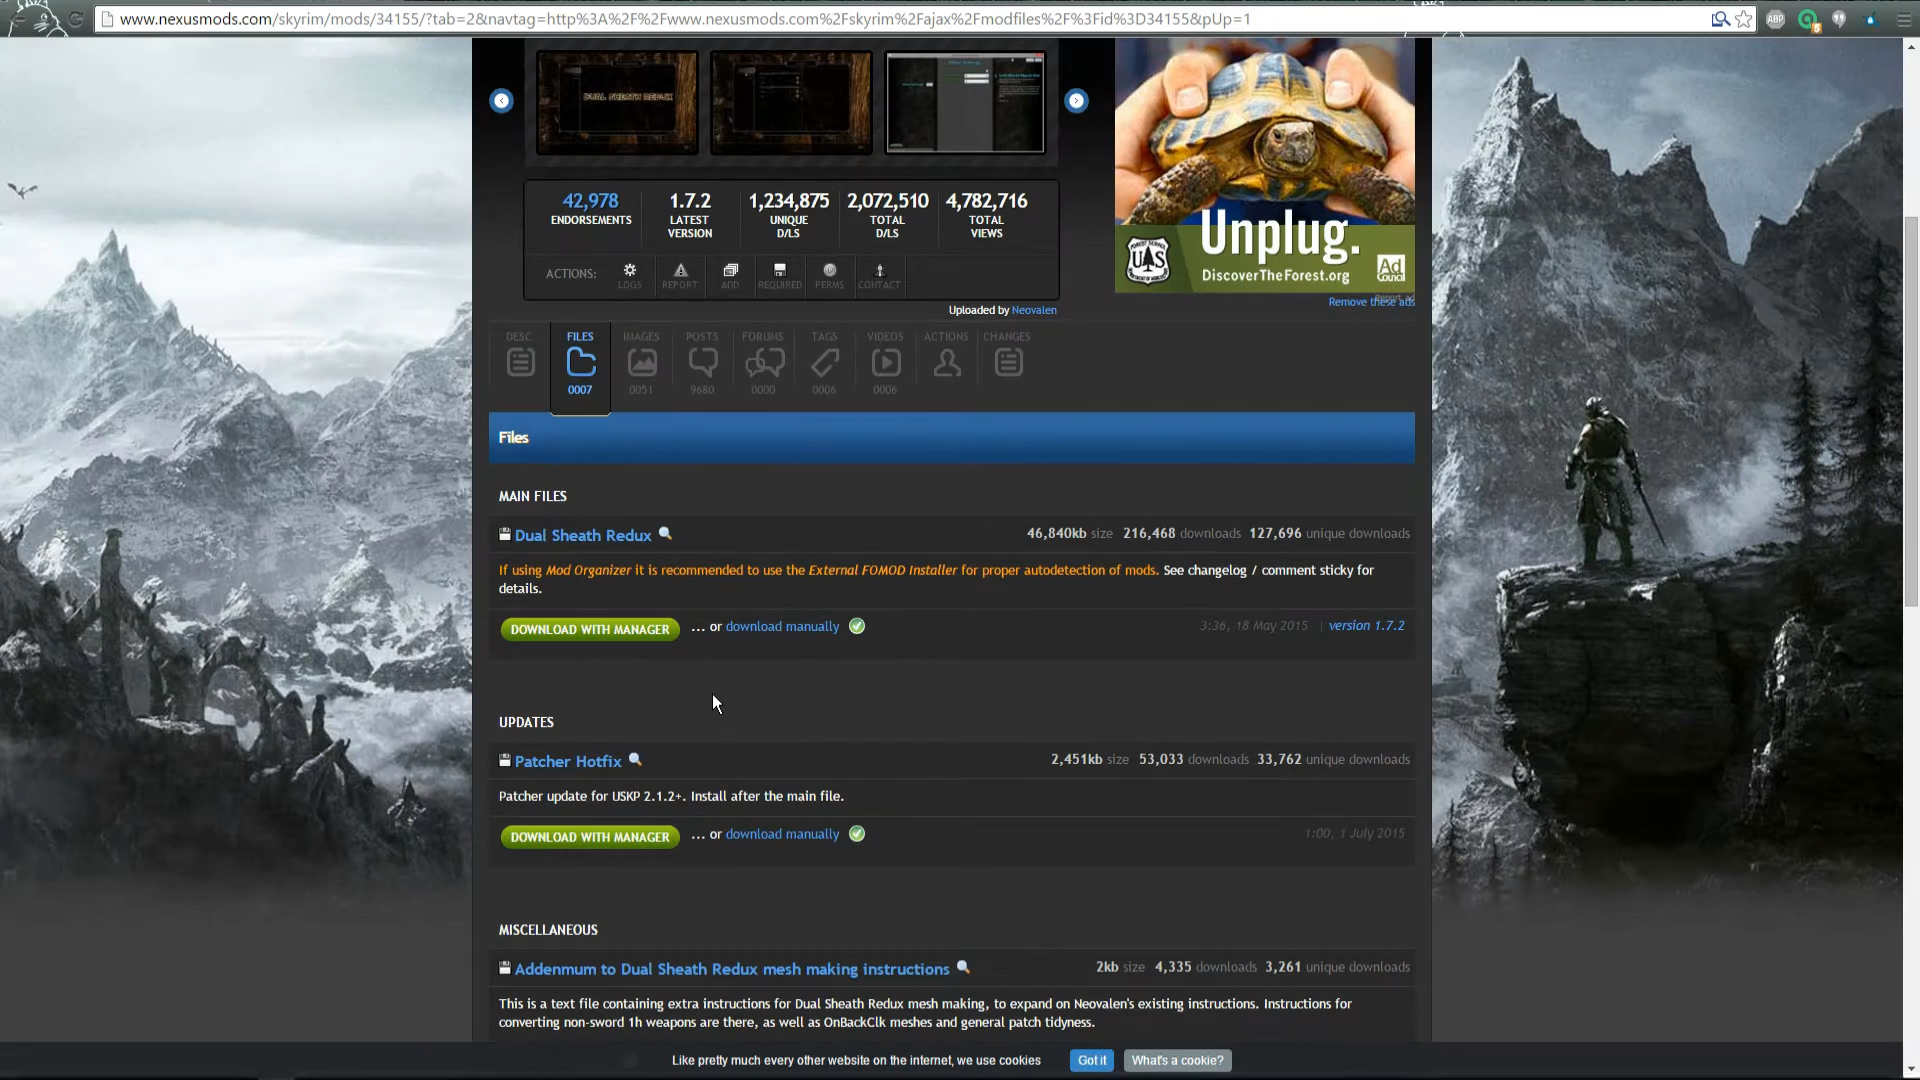 www.nexusmods.com/skyrim/mods/34155/?tab=2&navtag=http%3A%2F%2Fwww.nexusmods.com%2Fskyrim%2Fajax%2Fmodfiles%2F%3Fid%3D34155&pUp=1
ABP
5
DUAL SHEATH REDUX
42,978 1.7.2 1,234,875 2,072,510 4,782,716
ENDORSEMENTS LATEST UNIQUE TOTAL TOTAL
VERSION D/LS D/LS VIEWS
ACTIONS: LOGS REPORT ADD REQUIRED PERMS CONTACT
Unplug.
DiscoverTheForest.org
UAS
Ad
Council
Remove these ads
Uploaded by Neovalen
DESC FILES IMAGES POSTS FORUMS TAGS VIDEOS ACTIONS CHANGES
0007 0051 9680 0000 0006 0006
Files
MAIN FILES
Dual Sheath Redux 46,840kb size 216,468 downloads 127,696 unique downloads
If using Mod Organizer it is recommended to use the External FOMOD Installer for proper autodetection of mods. See changelog / comment sticky for
details.
DOWNLOAD WITH MANAGER ... or download manually 3:36, 18 May 2015 | version 1.7.2
UPDATES
Patcher Hotfix 2,451kb size 53,033 downloads 33,762 unique downloads
Patcher update for USKP 2.1.2+. Install after the main file.
DOWNLOAD WITH MANAGER ... or download manually 1:00, 1 July 2015
MISCELLANEOUS
Addenmum to Dual Sheath Redux mesh making instructions 2kb size 4,335 downloads 3,261 unique downloads
This is a text file containing extra instructions for Dual Sheath Redux mesh making, to expand on Neovalen's existing instructions. Instructions for
converting non-sword 1h weapons are there, as well as OnBackClk meshes and general patch tidyness.
Like pretty much every other website on the internet, we use cookies Got it What's a cookie?